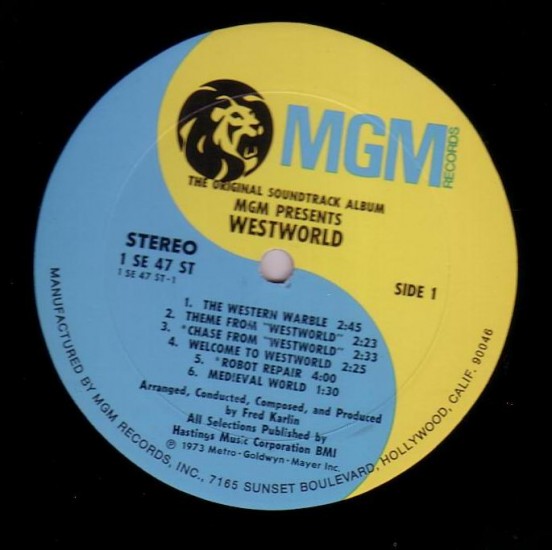 MGM
RECORDS
THE ORIGINAL SOUNDTRACK ALBUM
MGM PRESENTS
WESTWORLD
STEREO
1 SE 47 ST
1 SE 47 ST-1
SIDE 1
1. THE WESTERN WARBLE 2:45
2. THEME FROM "WESTWORLD" 2:23
3. *CHASE FROM "WESTWORLD" 2:33
4. WELCOME TO WESTWORLD 2:25
5. *ROBOT REPAIR 4:00
6. MEDIEVAL WORLD 1:30
Arranged, Conducted, Composed, and Produced
by Fred Karlin
All Selections Published by
Hastings Music Corporation BMI
℗ 1973 Metro-Goldwyn-Mayer Inc.
MANUFACTURED BY MGM RECORDS, INC., 7165 SUNSET BOULEVARD, HOLLYWOOD, CALIF. 90046